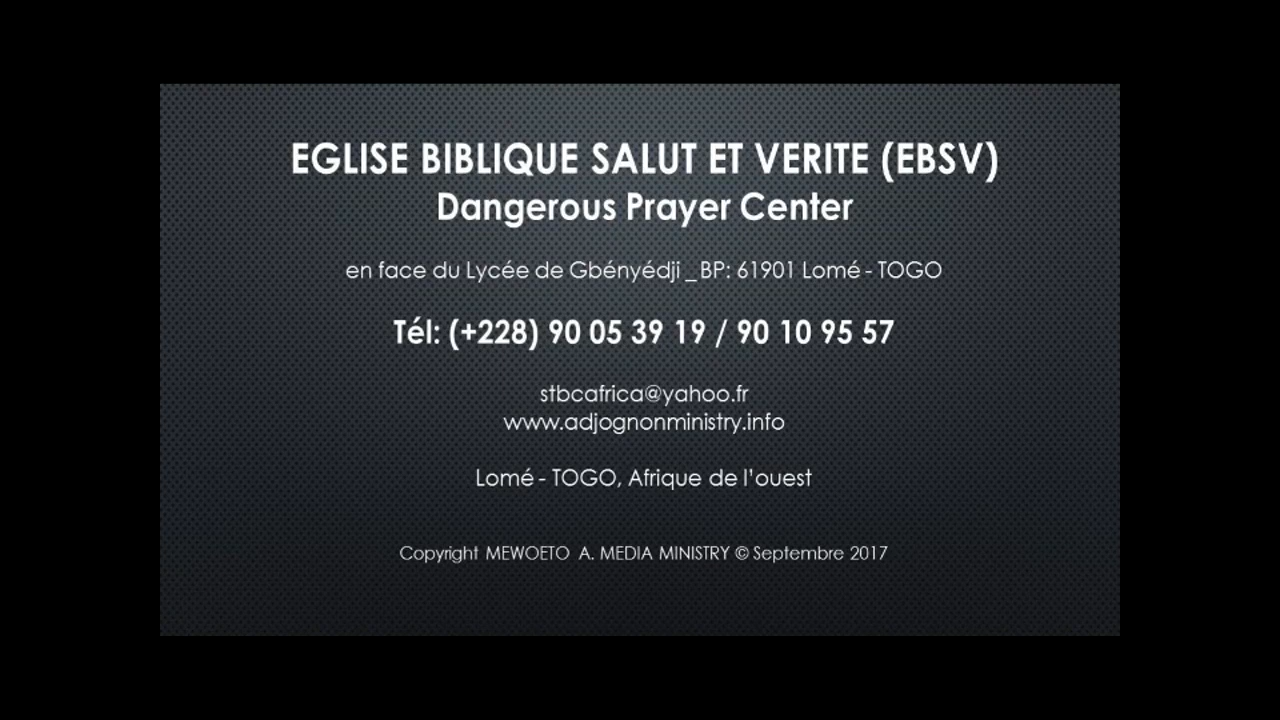 EGLISE BIBLIQUE SALUT ET VERITE (EBSV)
Dangerous Prayer Center
en face du Lycée de Gbényédji _ BP: 61901 Lomé - TOGO
Tél: (+228) 90 05 39 19 / 90 10 95 57
stbcafrica@yahoo.fr
www.adjognonministry.info
Lomé - TOGO, Afrique de l'ouest
Copyright MEWOETO A. MEDIA MINISTRY © Septembre 2017